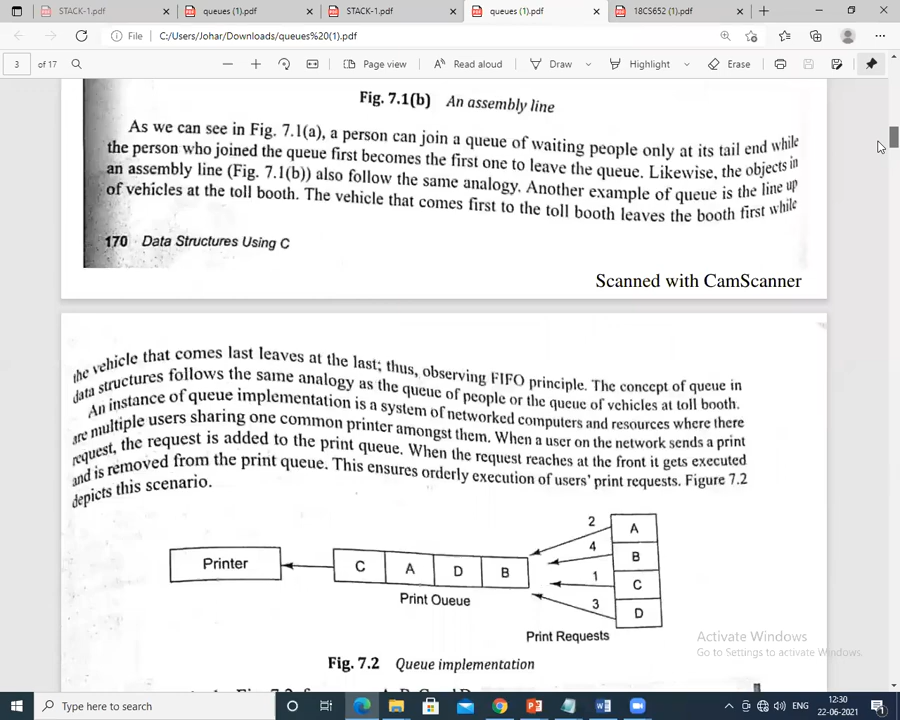 STACK-1.pdf
queues (1).pdf
STACK-1.pdf
queues (1).pdf
18CS652 (1).pdf
File
C:/Users/Johar/Downloads/queues%20(1).pdf
3 of 17
Page view
Read aloud
Draw
Highlight
Erase
Fig. 7.1(b) An assembly line
As we can see in Fig. 7.1(a), a person can join a queue of waiting people only at its tail end while
the person who joined the queue first becomes the first one to leave the queue. Likewise, the objects in
an assembly line (Fig. 7.1(b)) also follow the same analogy. Another example of queue is the line up
of vehicles at the toll booth. The vehicle that comes first to the toll booth leaves the booth first while
170 Data Structures Using C
Scanned with CamScanner
the vehicle that comes last leaves at the last; thus, observing FIFO principle. The concept of queue in
data structures follows the same analogy as the queue of people or the queue of vehicles at toll booth.
An instance of queue implementation is a system of networked computers and resources where there
are multiple users sharing one common printer amongst them. When a user on the network sends a print
request, the request is added to the print queue. When the request reaches at the front it gets executed
and is removed from the print queue. This ensures orderly execution of users' print requests. Figure 7.2
depicts this scenario.
Printer
C A D B
Print Queue
2
4
1
3
A
B
C
D
Print Requests
Fig. 7.2 Queue implementation
Activate Windows
Go to Settings to activate Windows.
Type here to search
ENG
12:30
22-06-2021